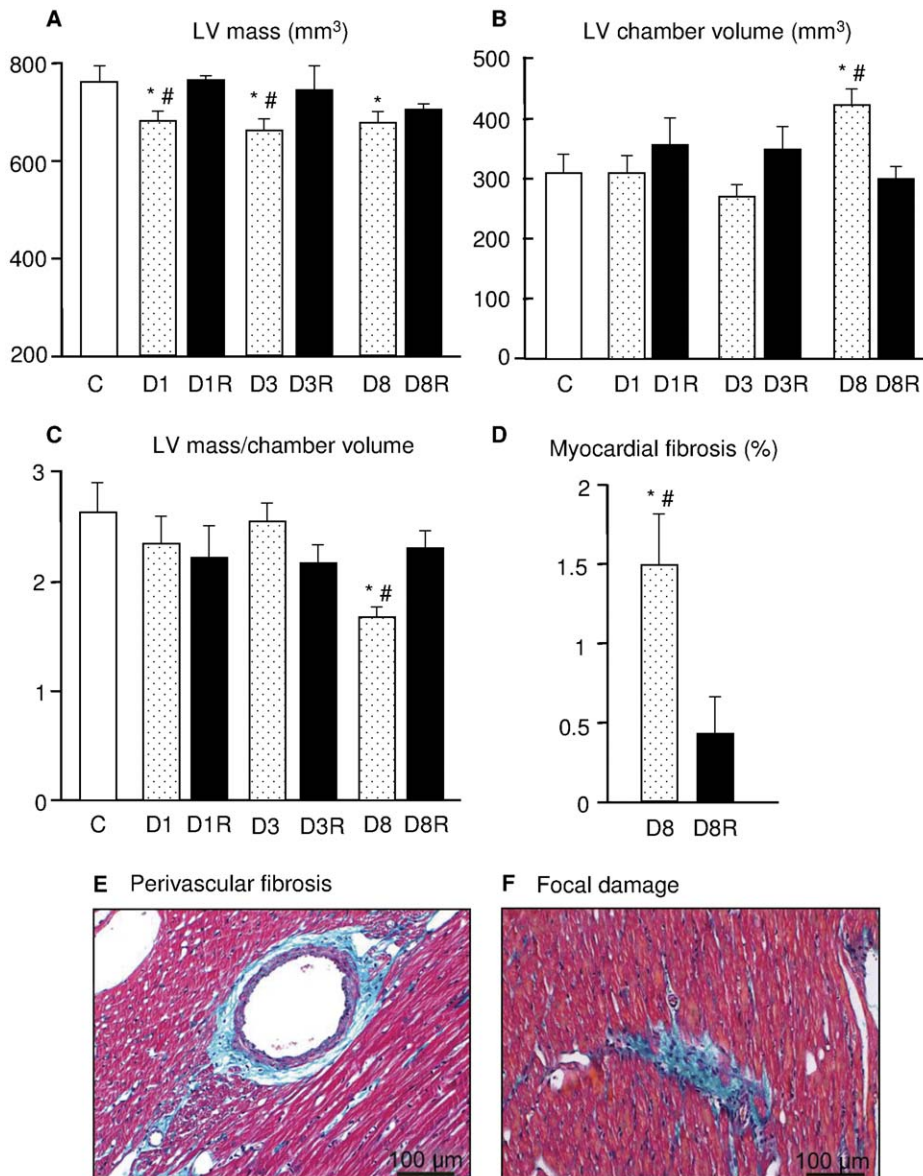 A
LV mass (mm³)
800
600
400
200
* #
* #
*
C D1 D1R D3 D3R D8 D8R
B
LV chamber volume (mm³)
500
400
300
200
100
0
* #
C D1 D1R D3 D3R D8 D8R
C
LV mass/chamber volume
3
2
1
0
* #
C D1 D1R D3 D3R D8 D8R
D
Myocardial fibrosis (%)
2
1.5
1
0.5
0
* #
D8 D8R
E Perivascular fibrosis
100 µm
F Focal damage
100 µm